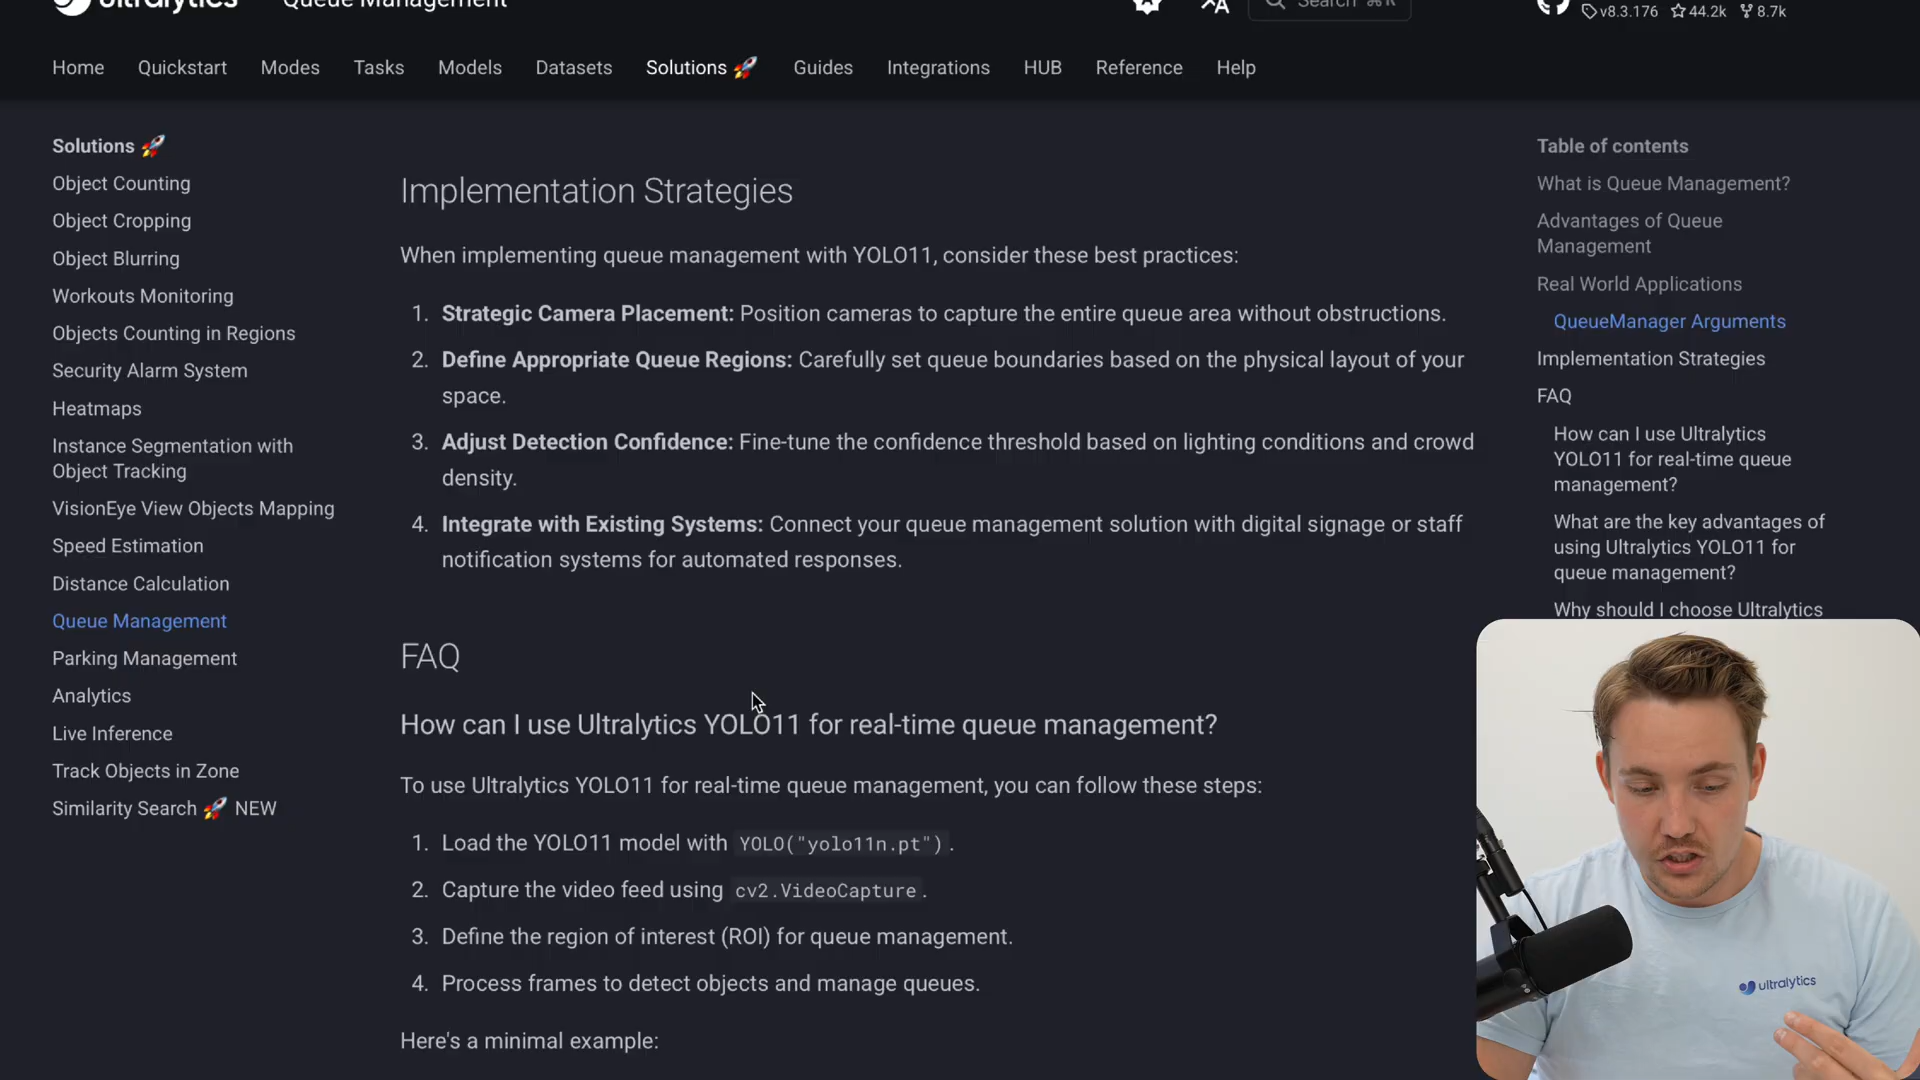 ultralytics
Queue Management
Search ⌘K
v8.3.176 44.2k 8.7k
Home Quickstart Modes Tasks Models Datasets Solutions 🚀 Guides Integrations HUB Reference Help
Solutions 🚀
Object Counting
Object Cropping
Object Blurring
Workouts Monitoring
Objects Counting in Regions
Security Alarm System
Heatmaps
Instance Segmentation with
Object Tracking
VisionEye View Objects Mapping
Speed Estimation
Distance Calculation
Queue Management
Parking Management
Analytics
Live Inference
Track Objects in Zone
Similarity Search 🚀 NEW
Implementation Strategies
When implementing queue management with YOLO11, consider these best practices:
1. Strategic Camera Placement: Position cameras to capture the entire queue area without obstructions.
2. Define Appropriate Queue Regions: Carefully set queue boundaries based on the physical layout of your
space.
3. Adjust Detection Confidence: Fine-tune the confidence threshold based on lighting conditions and crowd
density.
4. Integrate with Existing Systems: Connect your queue management solution with digital signage or staff
notification systems for automated responses.
FAQ
How can I use Ultralytics YOLO11 for real-time queue management?
To use Ultralytics YOLO11 for real-time queue management, you can follow these steps:
1. Load the YOLO11 model with YOLO("yolo11n.pt").
2. Capture the video feed using cv2.VideoCapture.
3. Define the region of interest (ROI) for queue management.
4. Process frames to detect objects and manage queues.
Here's a minimal example:
Table of contents
What is Queue Management?
Advantages of Queue
Management
Real World Applications
QueueManager Arguments
Implementation Strategies
FAQ
How can I use Ultralytics
YOLO11 for real-time queue
management?
What are the key advantages of
using Ultralytics YOLO11 for
queue management?
Why should I choose Ultralytics
ultralytics